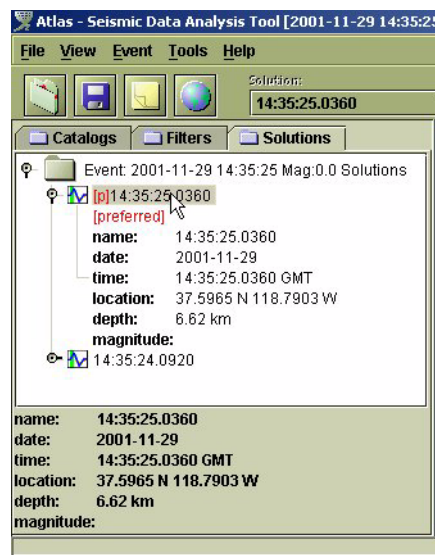 Atlas - Seismic Data Analysis Tool [2001-11-29 14:35:25
File View Event Tools Help
Solution:
14:35:25.0360
Catalogs Filters Solutions
Event: 2001-11-29 14:35:25 Mag:0.0 Solutions
[p]14:35:25.0360
[preferred]
name: 14:35:25.0360
date: 2001-11-29
time: 14:35:25.0360 GMT
location: 37.5965 N 118.7903 W
depth: 6.62 km
magnitude:
14:35:24.0920
name: 14:35:25.0360
date: 2001-11-29
time: 14:35:25.0360 GMT
location: 37.5965 N 118.7903 W
depth: 6.62 km
magnitude: